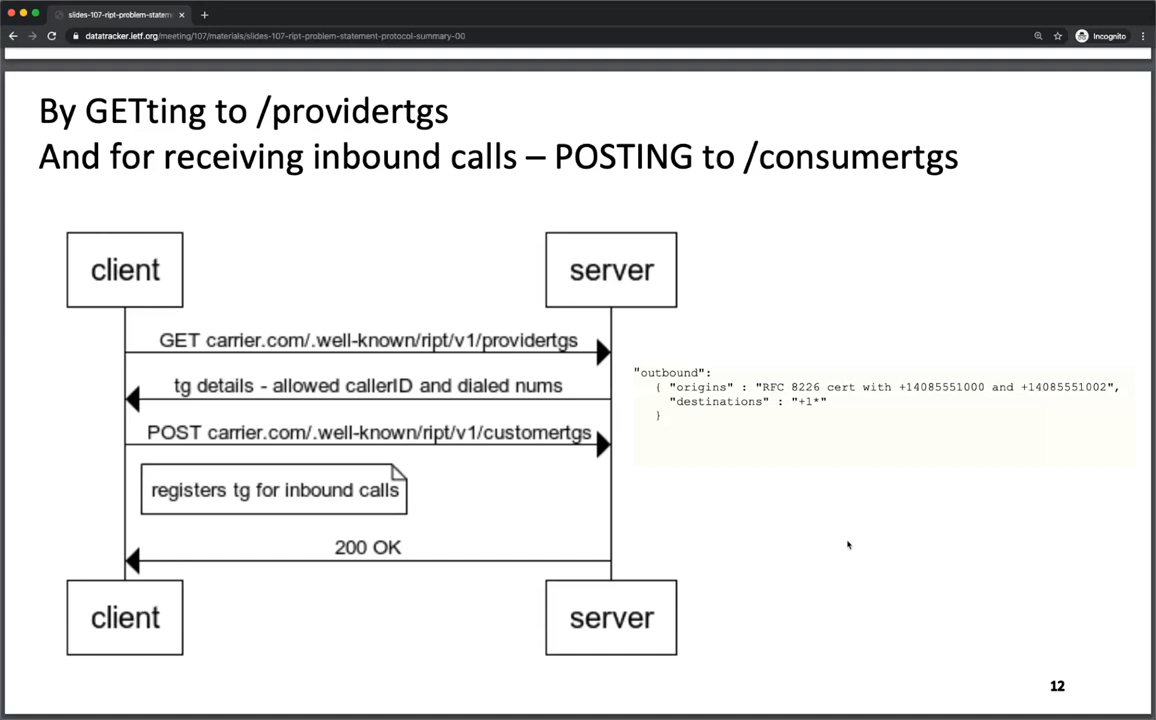 slides-107-ript-problem-statem
datatracker.ietf.org/meeting/107/materials/slides-107-ript-problem-statement-protocol-summary-00
Incognito
By GETting to /providertgs
And for receiving inbound calls – POSTING to /consumertgs
client
server
GET carrier.com/.well-known/ript/v1/providertgs
tg details - allowed callerID and dialed nums
"outbound":
{ "origins" : "RFC 8226 cert with +14085551000 and +14085551002",
"destinations" : "+1*"
}
POST carrier.com/.well-known/ript/v1/customertgs
registers tg for inbound calls
200 OK
client
server
12